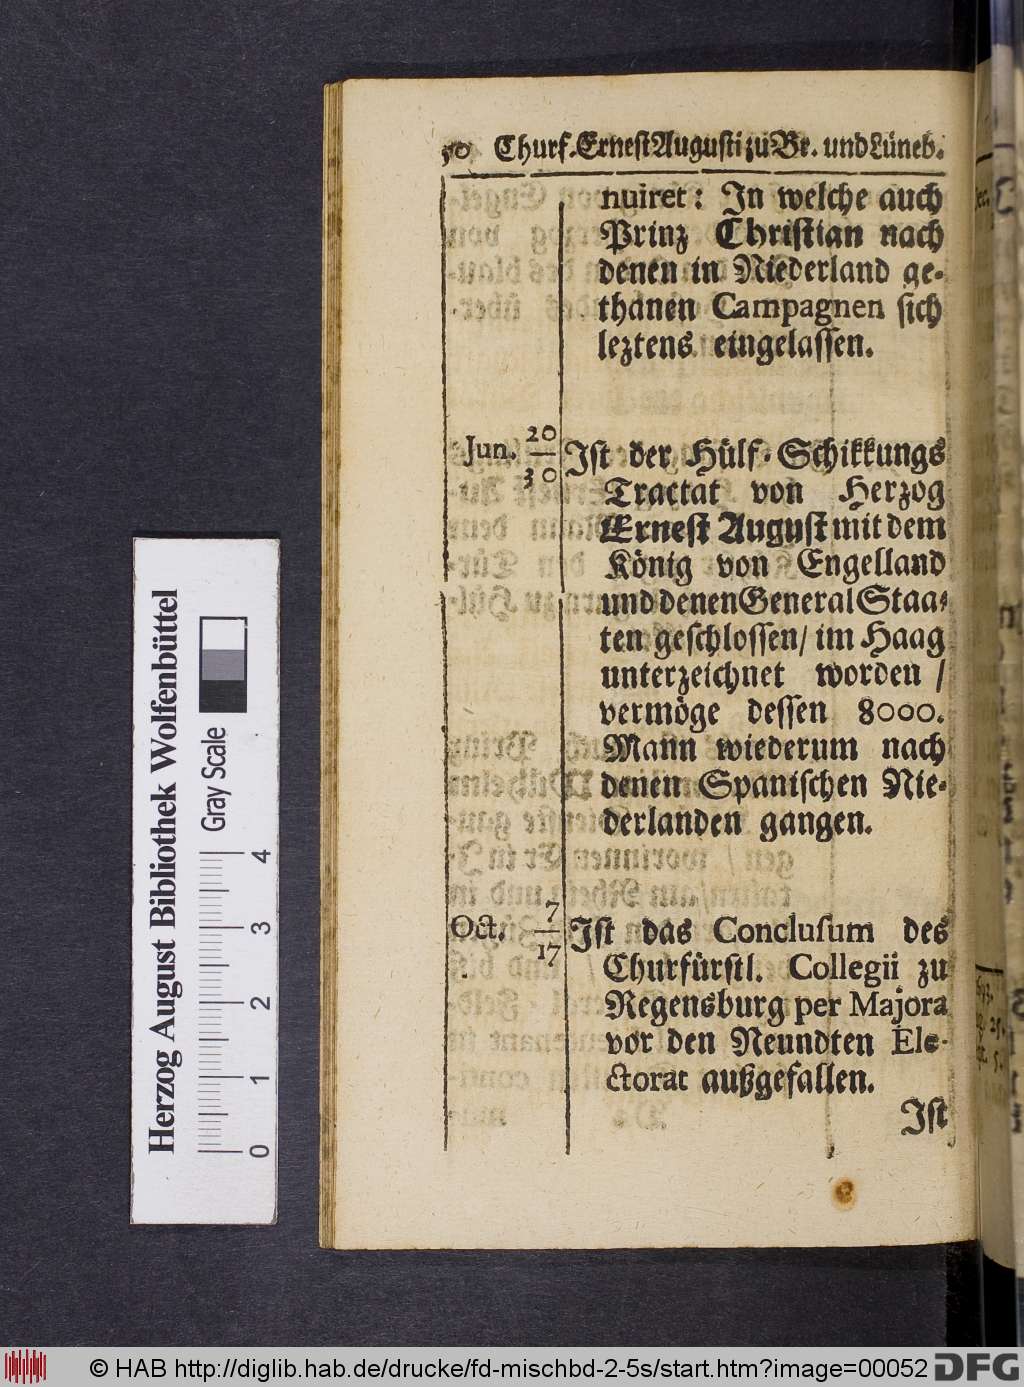 50 Churf. Ernest Augusti zu Br. und Lüneb.
nuiret: In welche auch
Prinz Christian nach
denen in Niederland ge-
thanen Campagnen sich
leztens eingelassen.
Jun. 20/30 Ist der Hülf-Schikkungs
Tractat von Herzog
Ernest August mit dem
König von Engelland
und denen General Staa-
ten geschlossen/ im Haag
unterzeichnet worden /
vermöge dessen 8000.
Mann wiederum nach
denen Spanischen Nie-
derlanden gangen.
Oct. 7/17 Ist das Conclusum des
Churfürstl. Collegii zu
Regensburg per Majora
vor den Neundten Ele-
ctorat außgefallen.
Ist
Herzog August Bibliothek Wolfenbüttel
Gray Scale
0 1 2 3 4
© HAB http://diglib.hab.de/drucke/fd-mischbd-2-5s/start.htm?image=00052
DFG